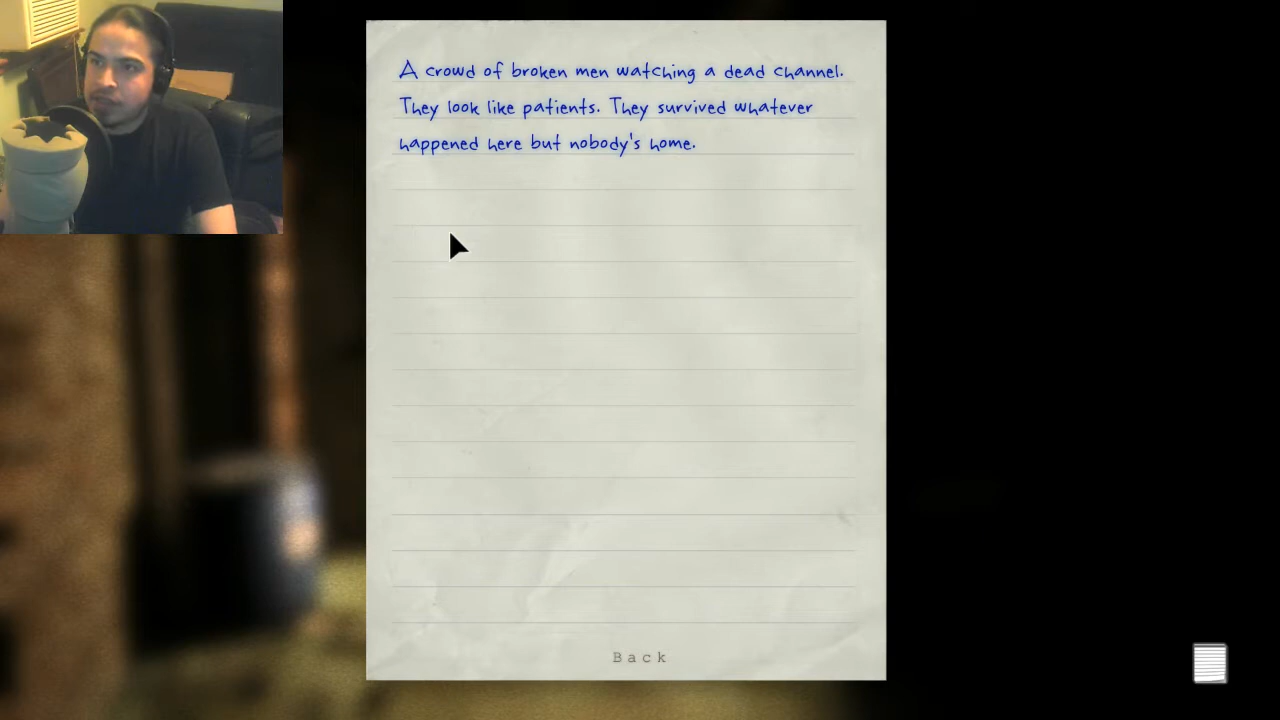 A crowd of broken men watching a dead channel.
They look like patients. They survived whatever
happened here but nobody's home.
Back